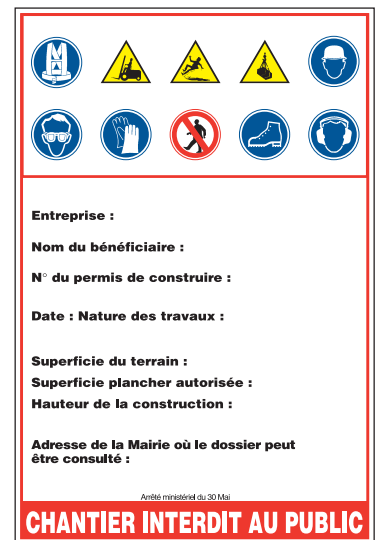 Entreprise :
Nom du bénéficiaire :
N° du permis de construire :
Date : Nature des travaux :
Superficie du terrain :
Superficie plancher autorisée :
Hauteur de la construction :
Adresse de la Mairie où le dossier peut
être consulté :
Arrêté ministériel du 30 Mai
CHANTIER INTERDIT AU PUBLIC